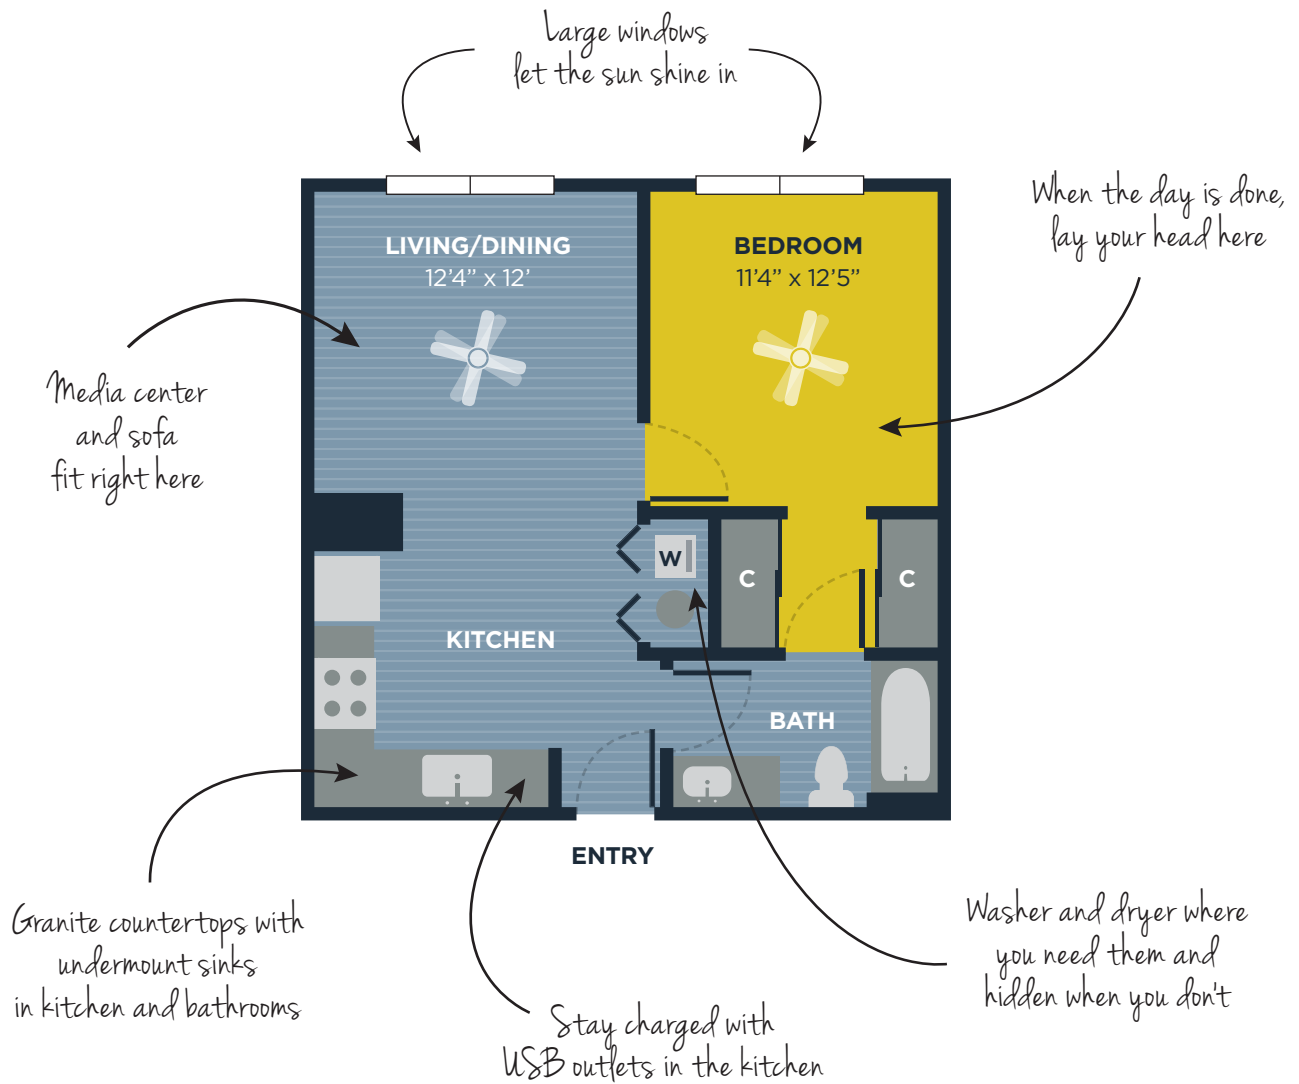 Large windows
let the sun shine in
When the day is done,
lay your head here
LIVING/DINING
12'4” x 12'
BEDROOM
11'4” x 12'5”
Media center
and sofa
fit right here
W
C
C
KITCHEN
BATH
ENTRY
Granite countertops with
undermount sinks
in kitchen and bathrooms
Washer and dryer where
you need them and
hidden when you don't
Stay charged with
USB outlets in the kitchen